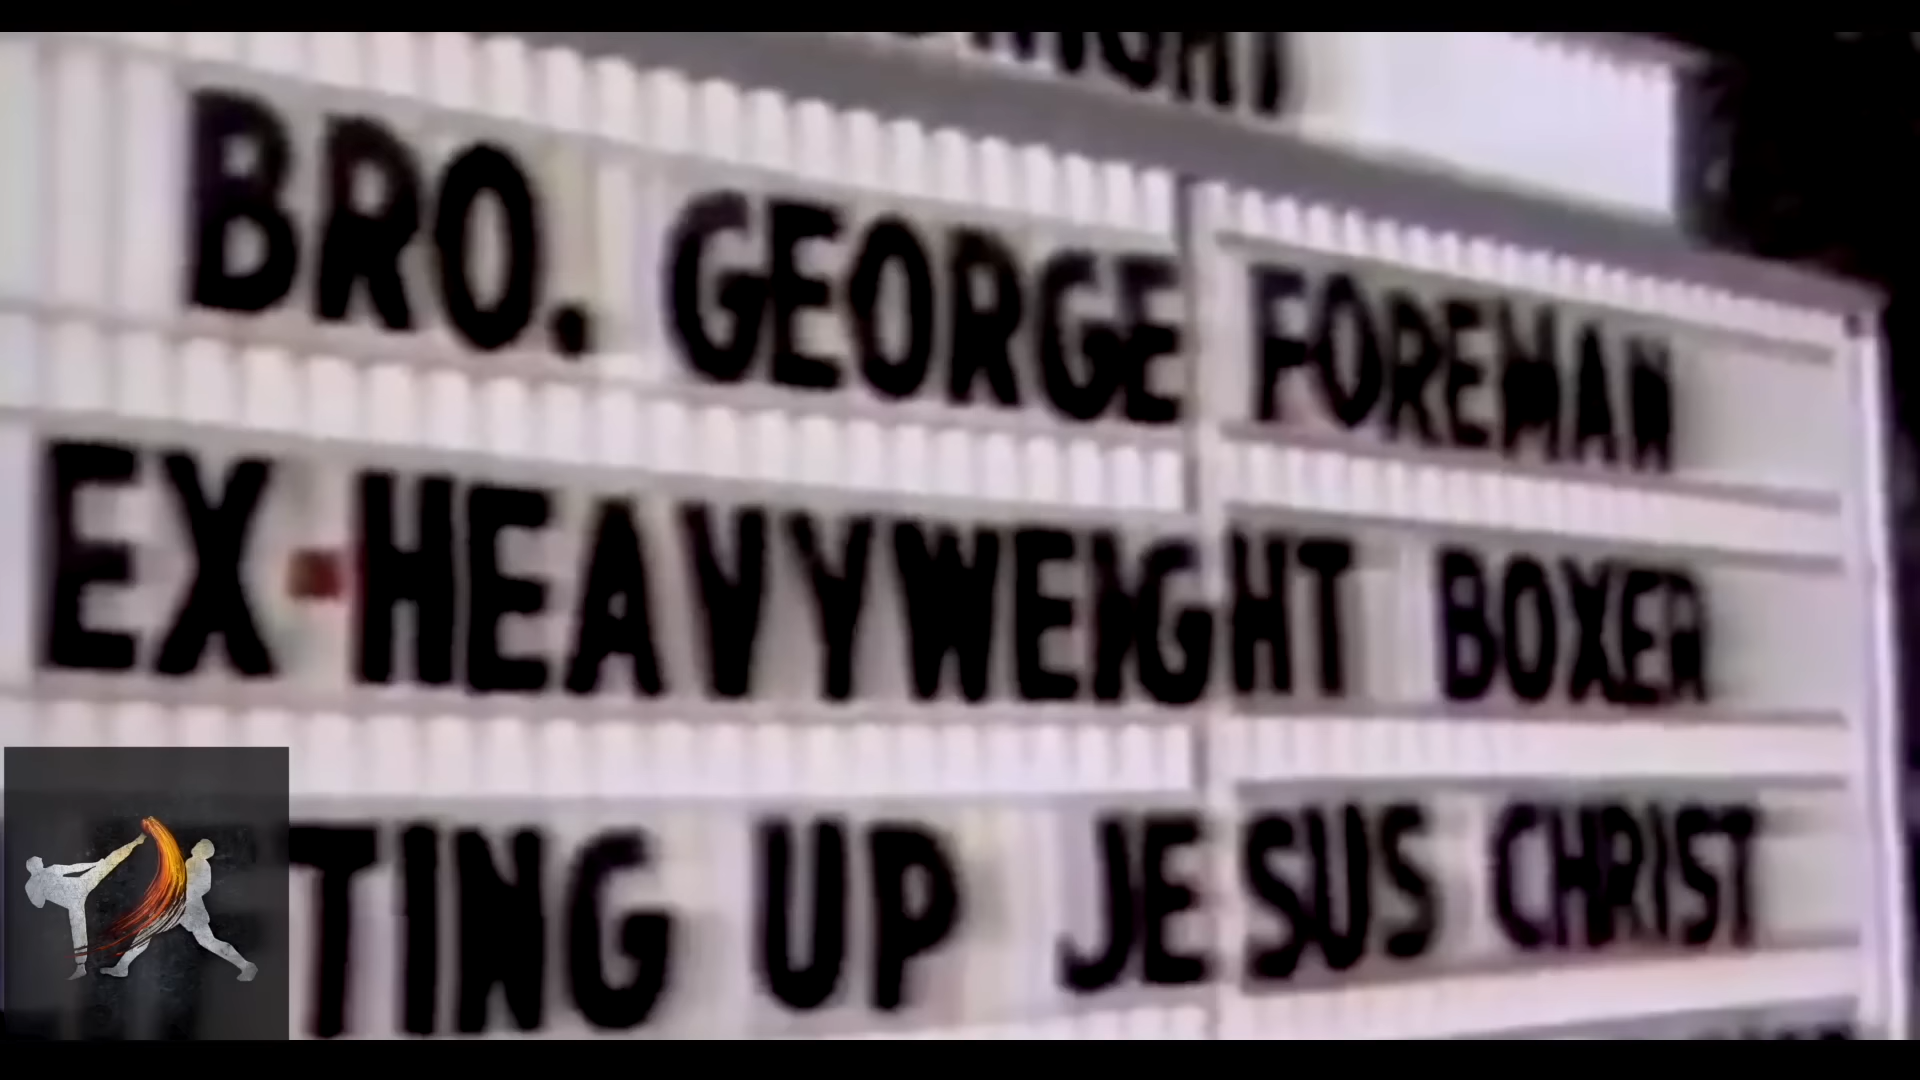 BRO. GEORGE FOREMAN
EX-HEAVYWEIGHT BOXER
TING UP JESUS CHRIST